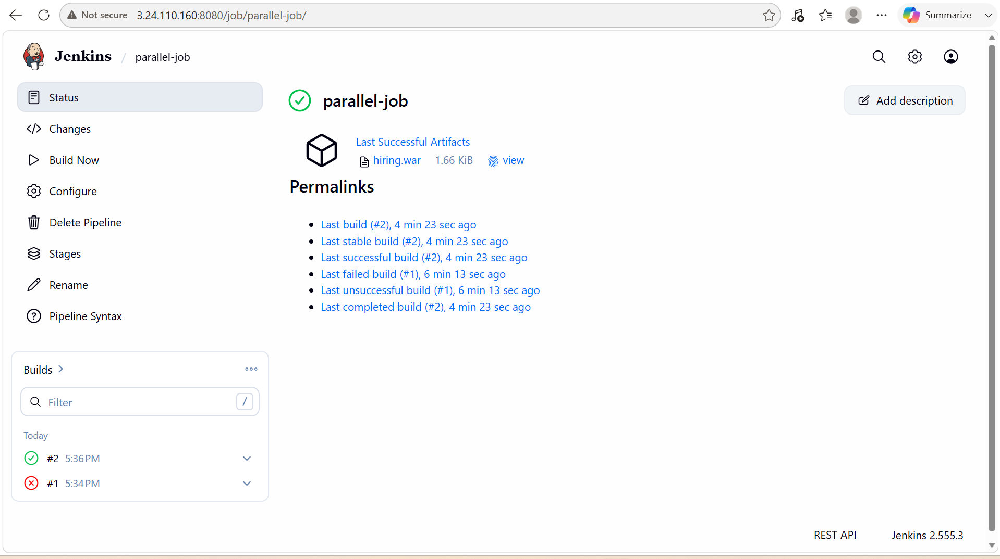 Not secure 3.24.110.160:8080/job/parallel-job/ Summarize
Jenkins / parallel-job
Status
Changes
Build Now
Configure
Delete Pipeline
Stages
Rename
Pipeline Syntax
Builds
Filter /
Today
#2 5:36 PM
#1 5:34 PM
parallel-job
Add description
Last Successful Artifacts
hiring.war 1.66 KiB view
Permalinks
Last build (#2), 4 min 23 sec ago
Last stable build (#2), 4 min 23 sec ago
Last successful build (#2), 4 min 23 sec ago
Last failed build (#1), 6 min 13 sec ago
Last unsuccessful build (#1), 6 min 13 sec ago
Last completed build (#2), 4 min 23 sec ago
REST API Jenkins 2.555.3